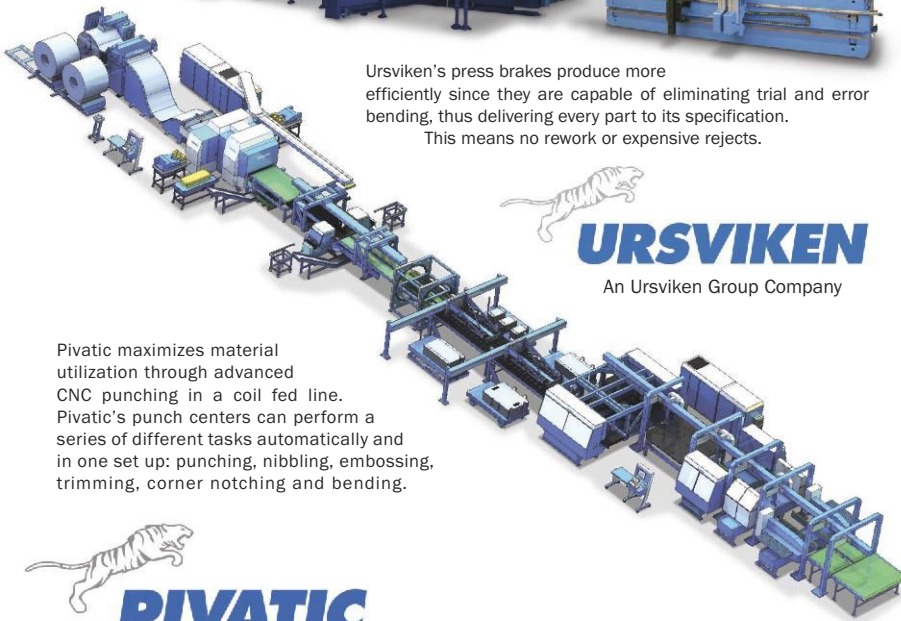 Ursviken's press brakes produce more
efficiently since they are capable of eliminating trial and error
bending, thus delivering every part to its specification.
This means no rework or expensive rejects.
URSVIKEN
An Ursviken Group Company
Pivatic maximizes material
utilization through advanced
CNC punching in a coil fed line.
Pivatic's punch centers can perform a
series of different tasks automatically and
in one set up: punching, nibbling, embossing,
trimming, corner notching and bending.
PIVATIC